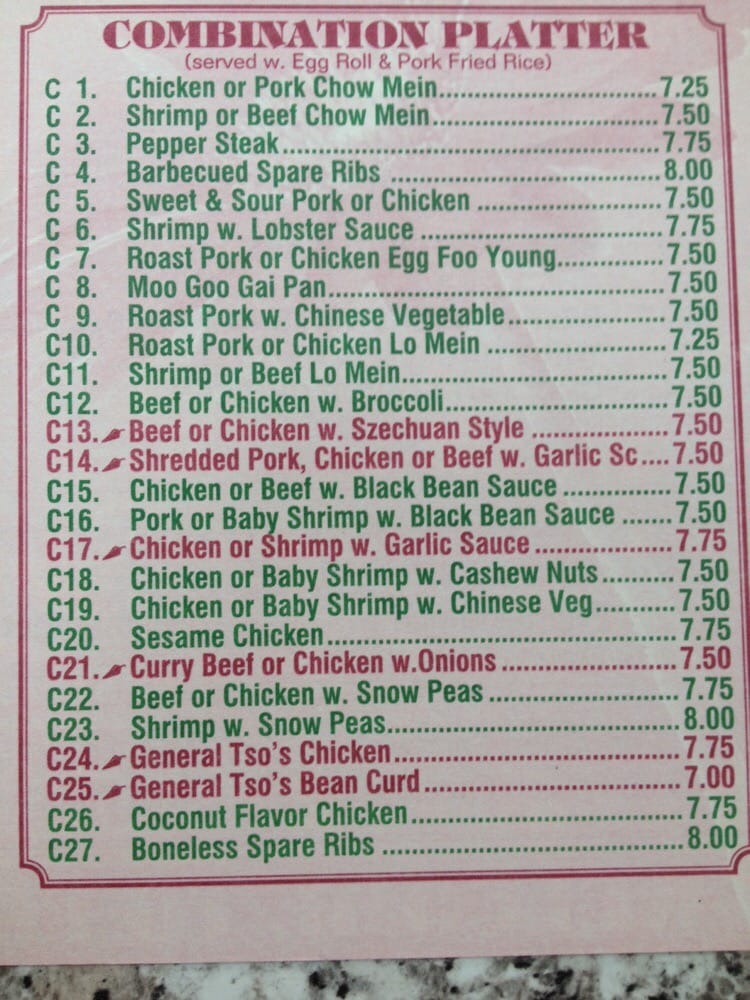 COMBINATION PLATTER
(served w. Egg Roll & Pork Fried Rice)
C 1. Chicken or Pork Chow Mein..............................7.25
C 2. Shrimp or Beef Chow Mein..............................7.50
C 3. Pepper Steak..............................7.75
C 4. Barbecued Spare Ribs ..............................8.00
C 5. Sweet & Sour Pork or Chicken ..........................7.50
C 6. Shrimp w. Lobster Sauce ..............................7.75
C 7. Roast Pork or Chicken Egg Foo Young................7.50
C 8. Moo Goo Gai Pan..............................7.50
C 9. Roast Pork w. Chinese Vegetable.......................7.50
C10. Roast Pork or Chicken Lo Mein .........................7.25
C11. Shrimp or Beef Lo Mein..............................7.50
C12. Beef or Chicken w. Broccoli..............................7.50
C13. Beef or Chicken w. Szechuan Style ...................7.50
C14. Shredded Pork, Chicken or Beef w. Garlic Sc....7.50
C15. Chicken or Beef w. Black Bean Sauce ...............7.50
C16. Pork or Baby Shrimp w. Black Bean Sauce .......7.50
C17. Chicken or Shrimp w. Garlic Sauce ...................7.75
C18. Chicken or Baby Shrimp w. Cashew Nuts..........7.50
C19. Chicken or Baby Shrimp w. Chinese Veg...........7.50
C20. Sesame Chicken..............................7.75
C21. Curry Beef or Chicken w.Onions .........................7.50
C22. Beef or Chicken w. Snow Peas ...........................7.75
C23. Shrimp w. Snow Peas..............................8.00
C24. General Tso's Chicken..............................7.75
C25. General Tso's Bean Curd..............................7.00
C26. Coconut Flavor Chicken..............................7.75
C27. Boneless Spare Ribs ..............................8.00